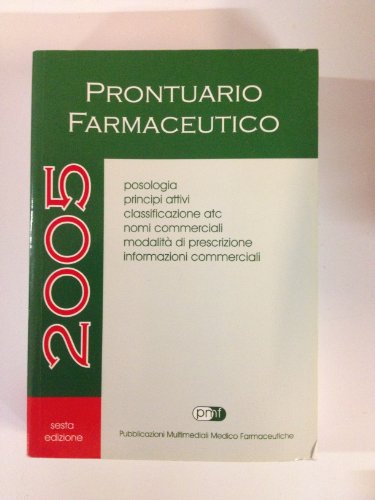 PRONTUARIO
FARMACEUTICO
2005
posologia
principi attivi
classificazione atc
nomi commerciali
modalità di prescrizione
informazioni commerciali
sesta
edizione
pmf
Pubblicazioni Multimediali Medico Farmaceutiche